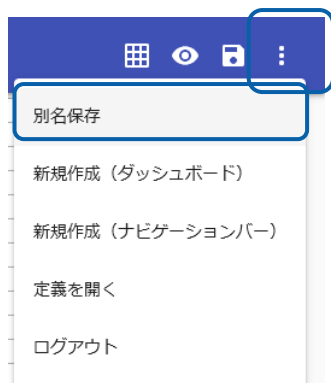 別名保存
新規作成（ダッシュボード）
新規作成（ナビゲーションバー）
定義を開く
ログアウト